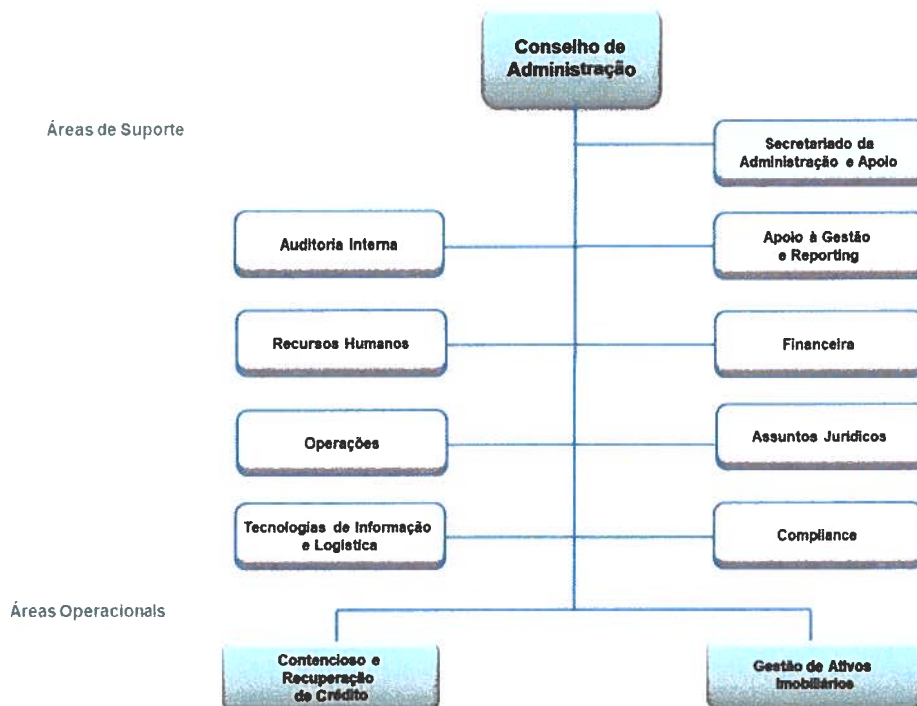 Conselho de
Administração
Áreas de Suporte
Secretariado da
Administração e Apoio
Auditoria Interna
Apoio à Gestão
e Reporting
Recursos Humanos
Financeira
Operações
Assuntos Jurídicos
Tecnologias de Informação
e Logística
Compliance
Áreas Operacionais
Contencioso e
Recuperação
de Crédito
Gestão de Ativos
Imobiliários